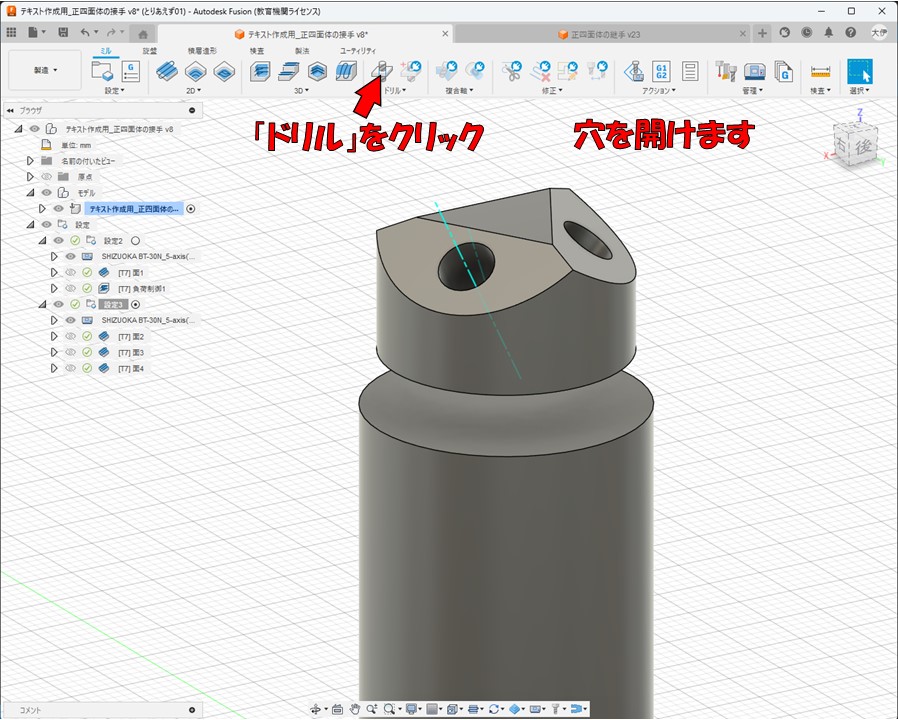 テキスト作成用_正四面体の接手 v8* (とりあえず01) - Autodesk Fusion (教育機関ライセンス)
テキスト作成用_正四面体の接手 v8*
正四面体の継手 v23
大伊
ミル 旋盤 積層造形 検査 製法 ユーティリティ
製造
G1
G2
設定 2D 3D ドリル 複合軸 修正 アクション 管理 検査 選択
「ドリル」をクリック
穴を開けます
ブラウザ
テキスト作成用_正四面体の接手 v8
単位: mm
名前の付いたビュー
原点
モデル
テキスト作成用_正四面体の...
設定
設定2
SHIZUOKA BT-30N_5-axis(...
[T7] 面1
[T7] 負荷制御1
設定3
SHIZUOKA BT-30N_5-axis(...
[T7] 面2
[T7] 面3
[T7] 面4
Z
X
Y
右
後
コメント